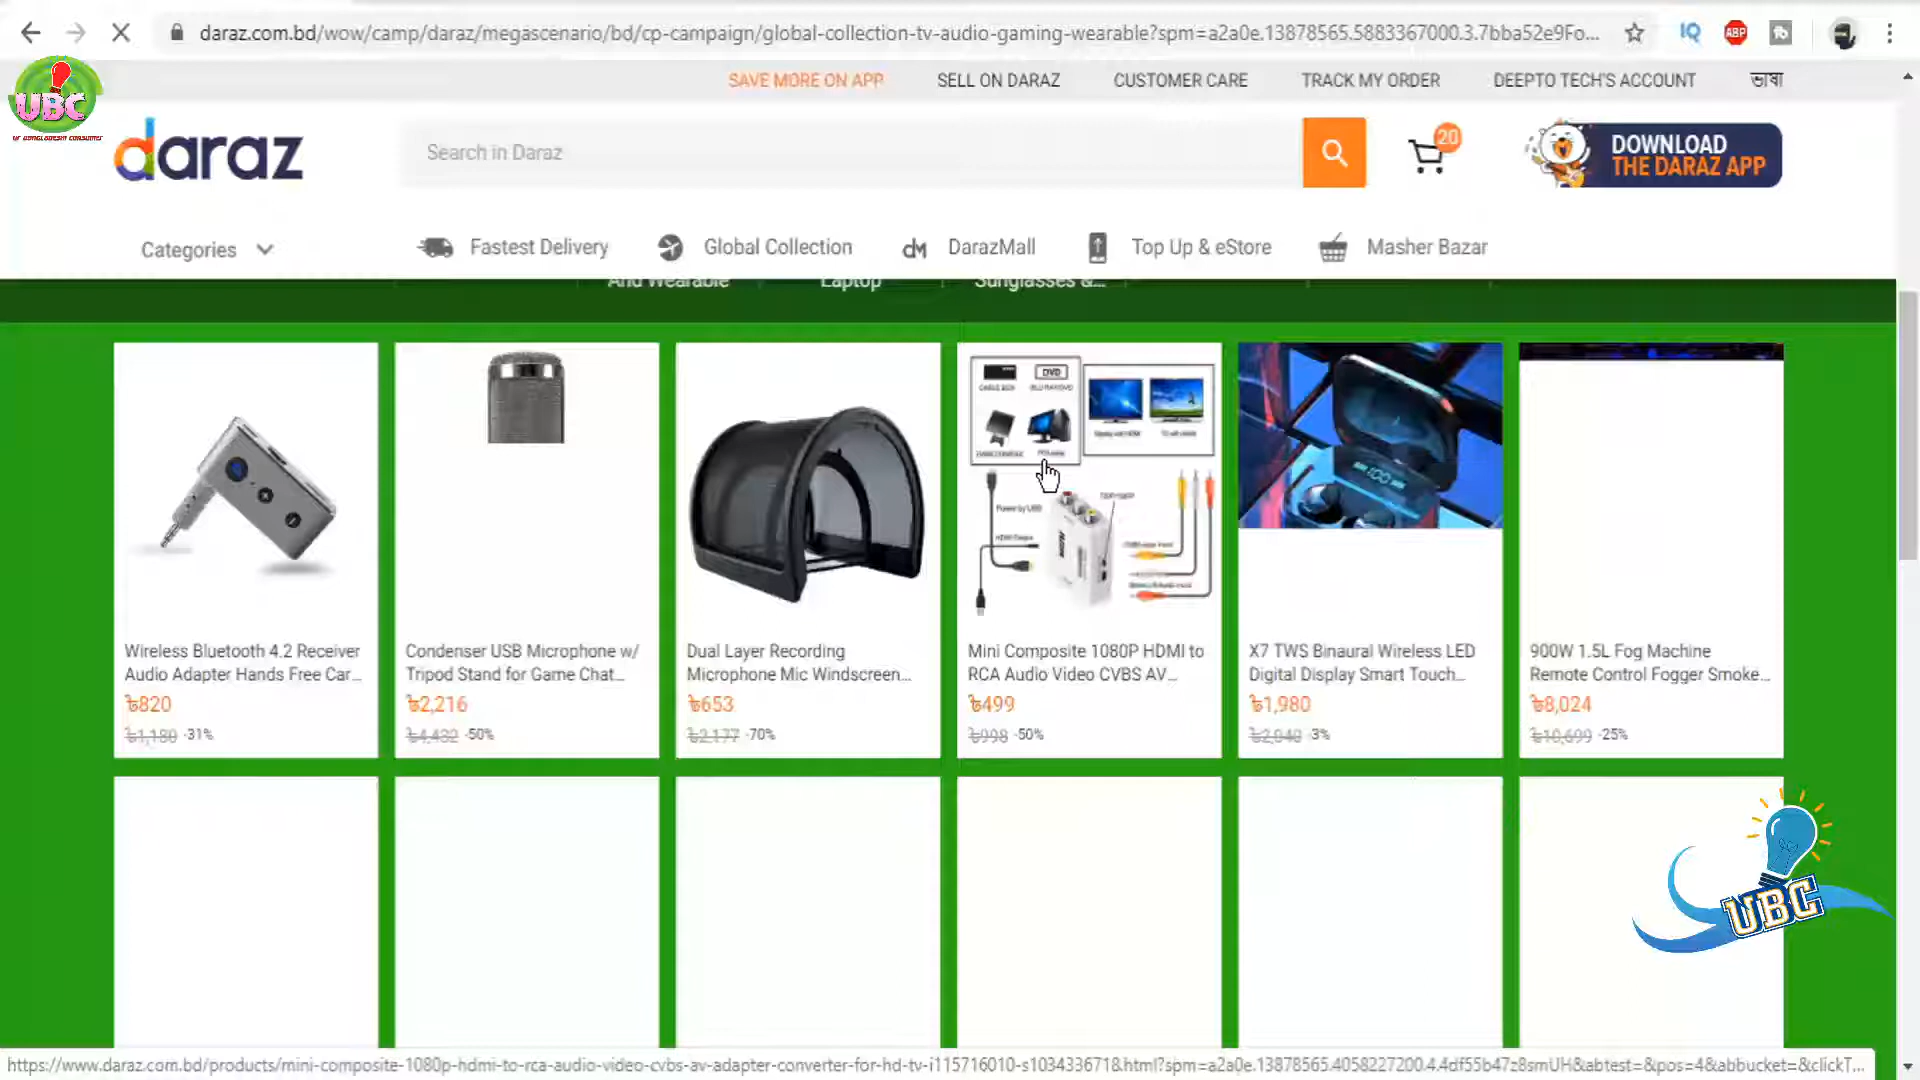 daraz.com.bd/wow/camp/daraz/megascenario/bd/cp-campaign/global-collection-tv-audio-gaming-wearable?spm=a2a0e.13878565.5883367000.3.7bba52e9Fo...
SAVE MORE ON APP
SELL ON DARAZ
CUSTOMER CARE
TRACK MY ORDER
DEEPTO TECH'S ACCOUNT
ভাষা
UBC
daraz
Search in Daraz
20
DOWNLOAD
THE DARAZ APP
Categories
Fastest Delivery
Global Collection
DarazMall
Top Up & eStore
Masher Bazar
And Wearable
Laptop
Sunglasses &...
DVD
Power by USB
HDMI
Wireless Bluetooth 4.2 Receiver
Audio Adapter Hands Free Car...
৳820
৳1,180 -31%
Condenser USB Microphone w/
Tripod Stand for Game Chat...
৳2,216
৳4,432 -50%
Dual Layer Recording
Microphone Mic Windscreen...
৳653
৳2,177 -70%
Mini Composite 1080P HDMI to
RCA Audio Video CVBS AV...
৳499
৳998 -50%
X7 TWS Binaural Wireless LED
Digital Display Smart Touch...
৳1,980
৳2,040 -3%
900W 1.5L Fog Machine
Remote Control Fogger Smoke...
৳8,024
৳10,699 -25%
UBC
https://www.daraz.com.bd/products/mini-composite-1080p-hdmi-to-rca-audio-video-cvbs-av-adapter-converter-for-hd-tv-i115716010-s1034336718.html?spm=a2a0e.13878565.4058227200.4.4df55b47z8smUH&abtest=&pos=4&abbucket=&clickT...